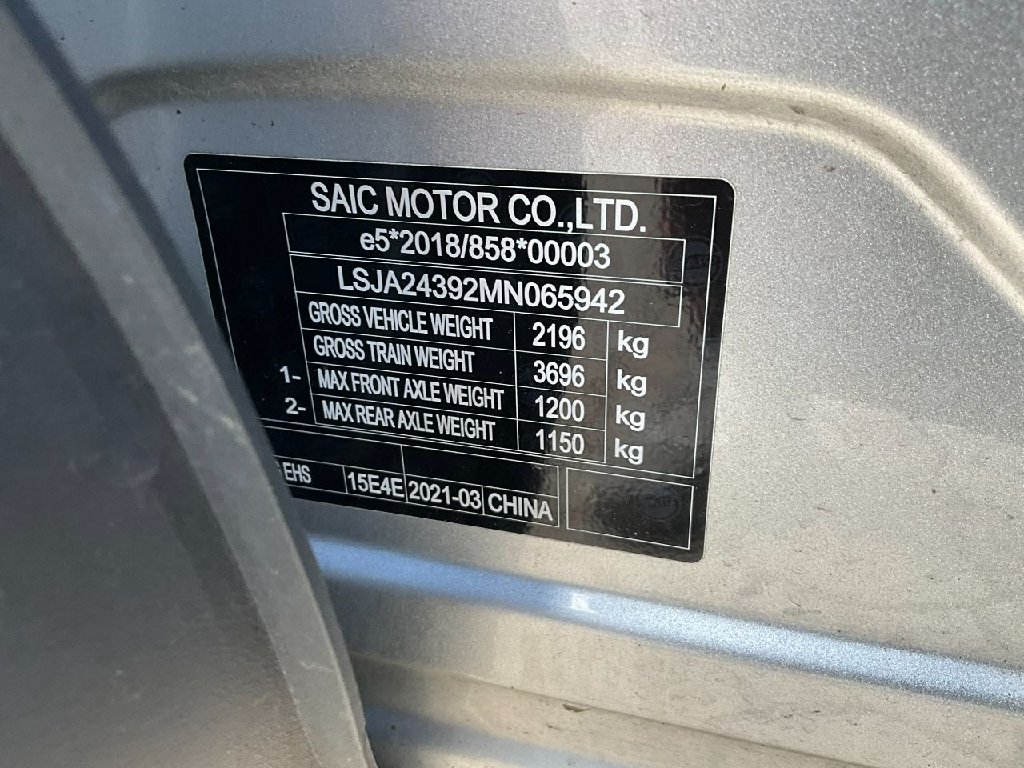 SAIC MOTOR CO.,LTD.
e5*2018/858*00003
LSJA24392MN065942
GROSS VEHICLE WEIGHT 2196 kg
GROSS TRAIN WEIGHT 3696 kg
1- MAX FRONT AXLE WEIGHT 1200 kg
2- MAX REAR AXLE WEIGHT 1150 kg
EHS 15E4E 2021-03 CHINA